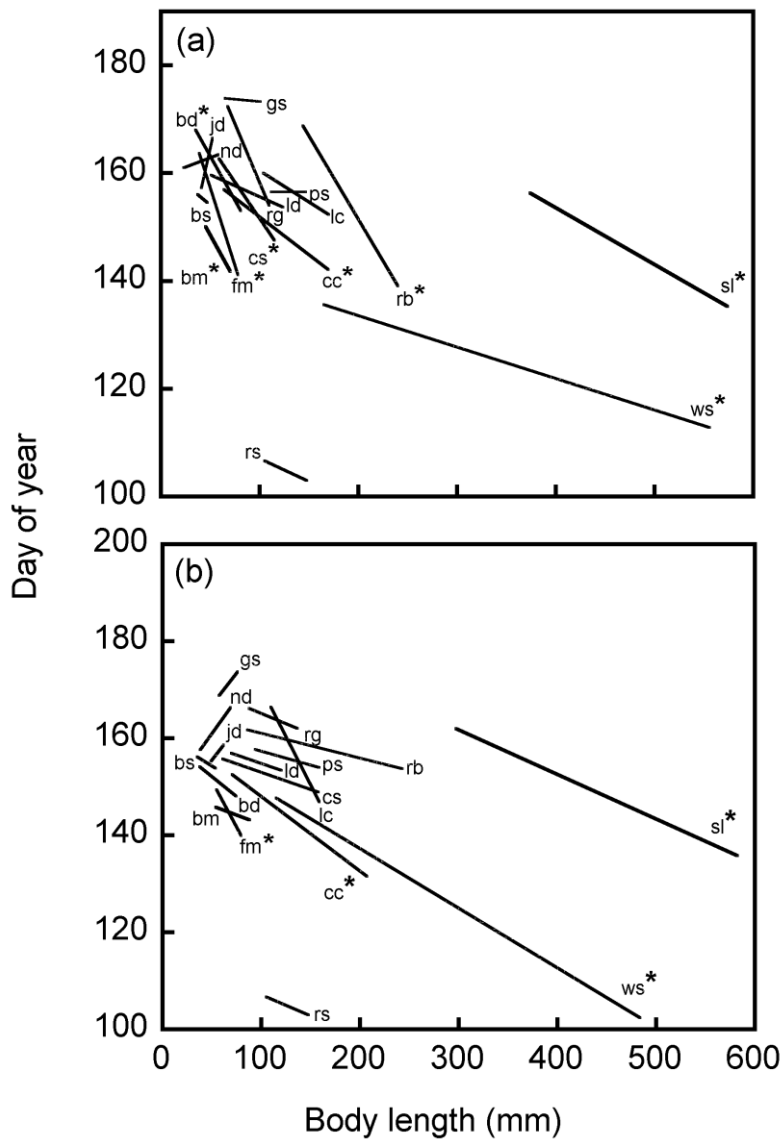 (a)
180
160
140
120
100
gs
bd*
jd
nd
ps
ld
lc
rg
bs
cs*
cc*
bm*
fm*
rb*
sl*
ws*
rs
Day of year
(b)
200
180
160
140
120
100
gs
nd
jd
rg
bs
ld
ps
rb
cs
bd
lc
bm
fm*
sl*
cc*
ws*
rs
0 100 200 300 400 500 600
Body length (mm)